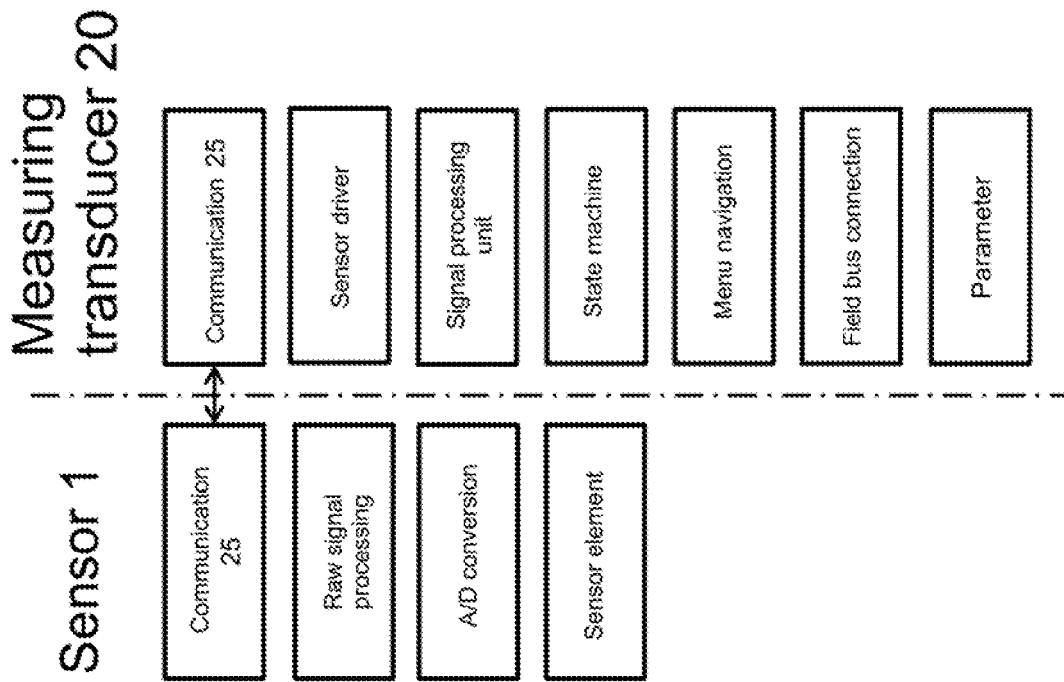 Sensor 1
Communication
25
Raw signal
processing
A/D conversion
Sensor element
Measuring
transducer 20
Communication 25
Sensor driver
Signal processing
unit
State machine
Menu navigation
Field bus connection
Parameter